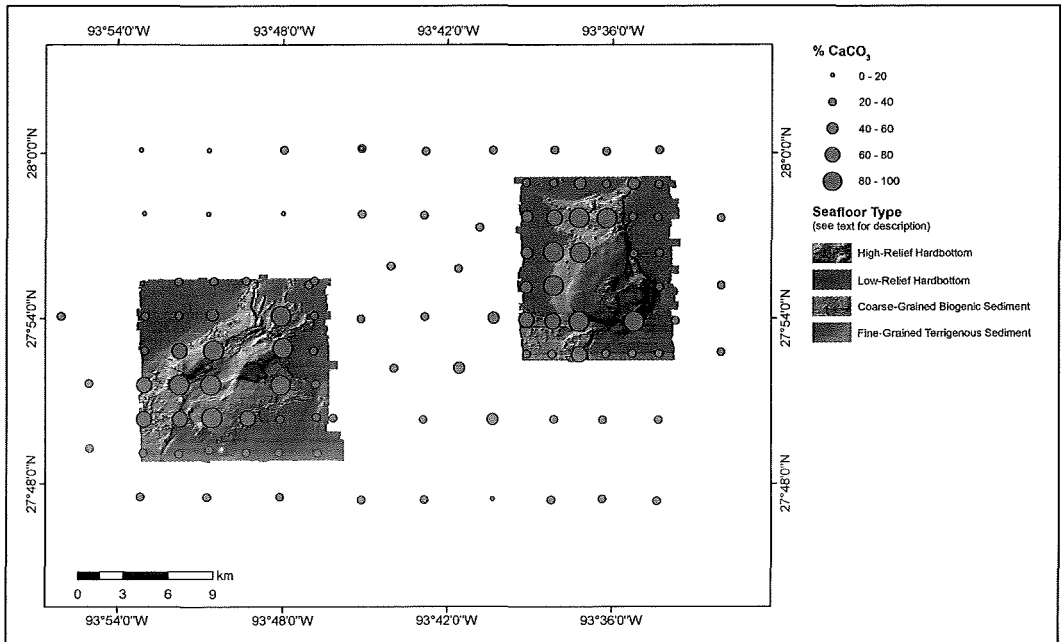 93°54'0"W 93°48'0"W 93°42'0"W 93°36'0"W
28°0'0"N 28°0'0"N
27°54'0"N 27°54'0"N
27°48'0"N 27°48'0"N
% CaCO₃
0 - 20
20 - 40
40 - 60
60 - 80
80 - 100
Seafloor Type
(see text for description)
High-Relief Hardbottom
Low-Relief Hardbottom
Coarse-Grained Biogenic Sediment
Fine-Grained Terrigenous Sediment
km
0 3 6 9
93°54'0"W 93°48'0"W 93°42'0"W 93°36'0"W